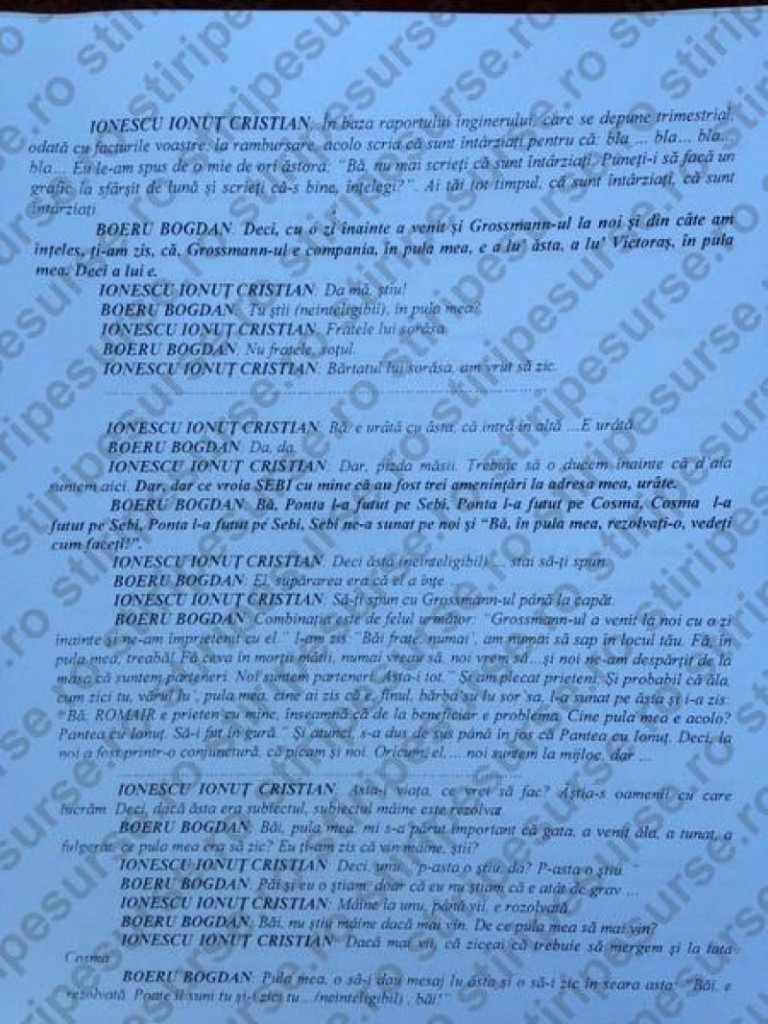 IONESCU IONUȚ CRISTIAN: În baza raportului inginerului, care se depune trimestrial,
odată cu facturile voastre, la rambursare, acolo scria că sunt întârziați pentru că: bla ... bla... bla...
bla... Eu le-am spus de o mie de ori ăstora: "Bă, nu mai scrieți că sunt întârziați. Puneți-i să facă un
grafic la sfârșit de lună și scrieți că-s bine, înțelegi?". Ai tăi tot timpul, că sunt întârziați, că sunt
întârziați.
BOERU BOGDAN: Deci, cu o zi înainte a venit și Grossmann-ul la noi și din câte am
înțeles, ți-am zis, că, Grossmann-ul e compania, în pula mea, e a lu' ăsta, a lu' Victoraș, în pula
mea. Deci a lui e.
IONESCU IONUȚ CRISTIAN: Da mă, știu!
BOERU BOGDAN: Tu știi (neinteligibil), în pula mea?
IONESCU IONUȚ CRISTIAN: Fratele lui sorăsa.
BOERU BOGDAN: Nu fratele, soțul.
IONESCU IONUȚ CRISTIAN: Bărtatul lui sorăsa, am vrut să zic.
IONESCU IONUȚ CRISTIAN: Bă, e urâtă cu ăsta, că intră în altă ...E urâtă.
BOERU BOGDAN: Da, da.
IONESCU IONUȚ CRISTIAN: Dar, pizda măsii. Trebuie să o ducem înainte că d'aia
suntem aici. Dar, dar ce vroia SEBI cu mine că au fost trei amenințări la adresa mea, urâte.
BOERU BOGDAN: Bă, Ponta l-a futut pe Sebi, Ponta l-a futut pe Cosma, Cosma l-a
futut pe Sebi, Ponta l-a futut pe Sebi, Sebi ne-a sunat pe noi și "Bă, în pula mea, rezolvați-o, vedeți
cum faceți!".
IONESCU IONUȚ CRISTIAN: Deci ăsta (neinteligibil) ... stai să-ți spun.
BOERU BOGDAN: El, supărarea era că el a înțe ...
IONESCU IONUȚ CRISTIAN: Să-ți spun cu Grossmann-ul până la capăt.
BOERU BOGDAN: Combinația este de felul următor: "Grossmann-ul a venit la noi cu o zi
înainte și ne-am împrietenit cu el." I-am zis: "Băi frate, numai', am numai să sap în locul tău. Fă, în
pula mea, treabă! Fă ceva în morții mătii, numai vreau să, noi vrem să...și noi ne-am despărțit de la
masa că suntem parteneri. Noi suntem parteneri. Asta-i tot." Și am plecat prieteni. Și probabil că ăla,
cum zici tu, vărul lu', pula mea, cine ai zis că e, finul, bărba'su lu sor'sa, l-a sunat pe ăsta și i-a zis:
"Bă, ROMAIR e prieten cu mine, înseamnă că de la beneficiar e problema. Cine pula mea e acolo?
Pantea cu Ionuț. Să-i fut în gură." Și atunci, s-a dus de sus până în jos că Pantea cu Ionuț. Deci, la
noi a fost printr-o conjunctură, că picam și noi. Oricum, el, ... noi suntem la mijloc, dar ...
IONESCU IONUȚ CRISTIAN: Asta-i viața, ce vrei să fac? Ăștia-s oamenii cu care
lucrăm. Deci, dacă ăsta era subiectul, subiectul mâine este rezolvat.
BOERU BOGDAN: Băi, pula mea, mi s-a părut important că gata, a venit ăla, a tunat, a
fulgerat, ce pula mea era să zic? Eu ți-am zis că vin mâine, știi?
IONESCU IONUȚ CRISTIAN: Deci, unu', "p-asta o știu, da? P-asta o știu."
BOERU BOGDAN: Păi și eu o știam, doar că eu nu știam că e atât de grav ...
IONESCU IONUȚ CRISTIAN: Mâine la unu, până vii, e rezolvată.
BOERU BOGDAN: Băi, nu știu mâine dacă mai vin. De ce pula mea să mai vin?
IONESCU IONUȚ CRISTIAN: Dacă mai vii, că ziceai că trebuie să mergem și la tata
Cosma.
BOERU BOGDAN: Pula mea, o să-i dau mesaj lu ăsta și o să-i zic în seara asta: "Băi, e
rezolvată. Poate îl suni tu și-i zici tu... (neinteligibil) , băi!"
stiripesurse.ro